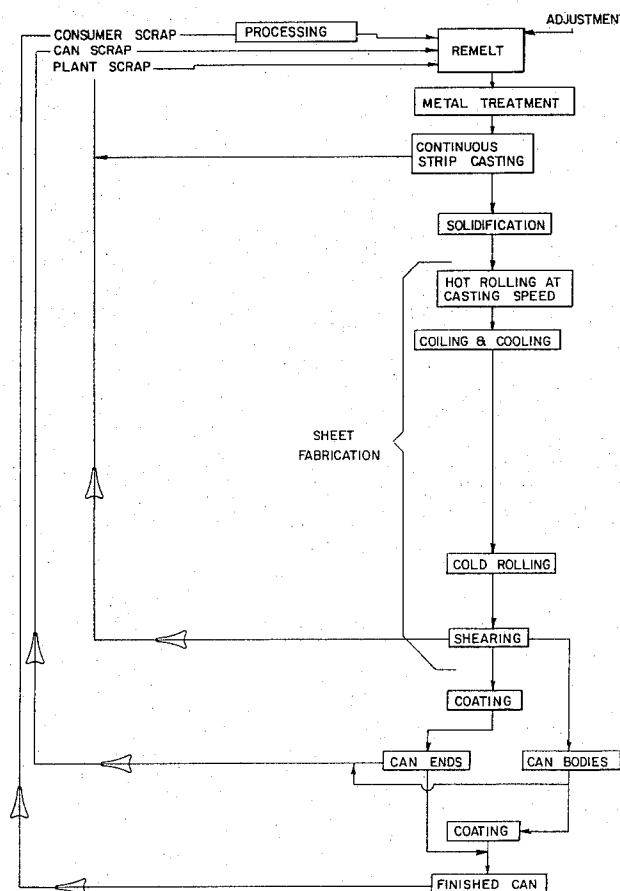 ADJUSTMENT
CONSUMER SCRAP
PROCESSING
CAN SCRAP
REMELT
PLANT SCRAP
METAL TREATMENT
CONTINUOUS
STRIP CASTING
SOLIDIFICATION
HOT ROLLING AT
CASTING SPEED
COILING & COOLING
SHEET
FABRICATION
COLD ROLLING
SHEARING
COATING
CAN ENDS
CAN BODIES
COATING
FINISHED CAN